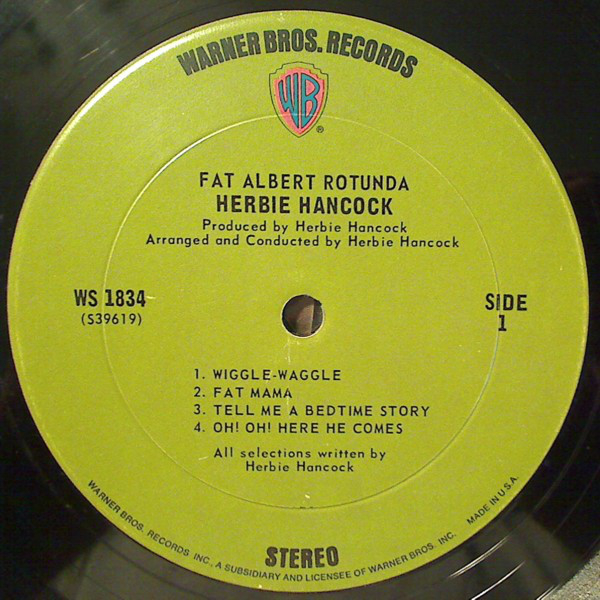 WARNER BROS. RECORDS
WB
®
FAT ALBERT ROTUNDA
HERBIE HANCOCK
Produced by Herbie Hancock
Arranged and Conducted by Herbie Hancock
WS 1834
(S39619)
SIDE
1
1. WIGGLE-WAGGLE
2. FAT MAMA
3. TELL ME A BEDTIME STORY
4. OH! OH! HERE HE COMES
All selections written by
Herbie Hancock
STEREO
WARNER BROS. RECORDS INC., A SUBSIDIARY AND LICENSEE OF WARNER BROS. INC. MADE IN U.S.A.